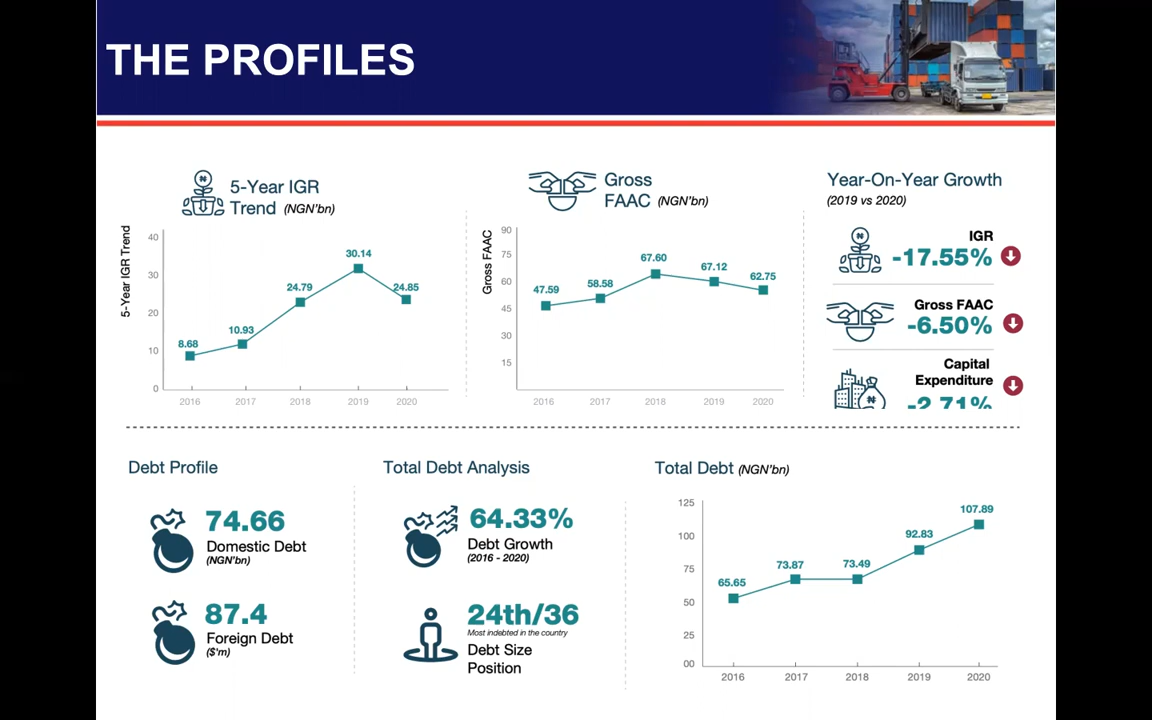 THE PROFILES
5-Year IGR
Trend (NGN'bn)
5-Year IGR Trend
40
30
20
10
0
8.68
10.93
24.79
30.14
24.85
2016 2017 2018 2019 2020
Gross
FAAC (NGN'bn)
Gross FAAC
90
75
60
45
30
15
47.59
58.58
67.60
67.12
62.75
2016 2017 2018 2019 2020
Year-On-Year Growth
(2019 vs 2020)
IGR
-17.55%
Gross FAAC
-6.50%
Capital
Expenditure
-2.71%
Debt Profile
74.66
Domestic Debt
(NGN'bn)
87.4
Foreign Debt
($'m)
Total Debt Analysis
64.33%
Debt Growth
(2016 - 2020)
24th/36
Most indebted in the country
Debt Size
Position
Total Debt (NGN'bn)
125
100
75
50
25
00
65.65
73.87
73.49
92.83
107.89
2016 2017 2018 2019 2020